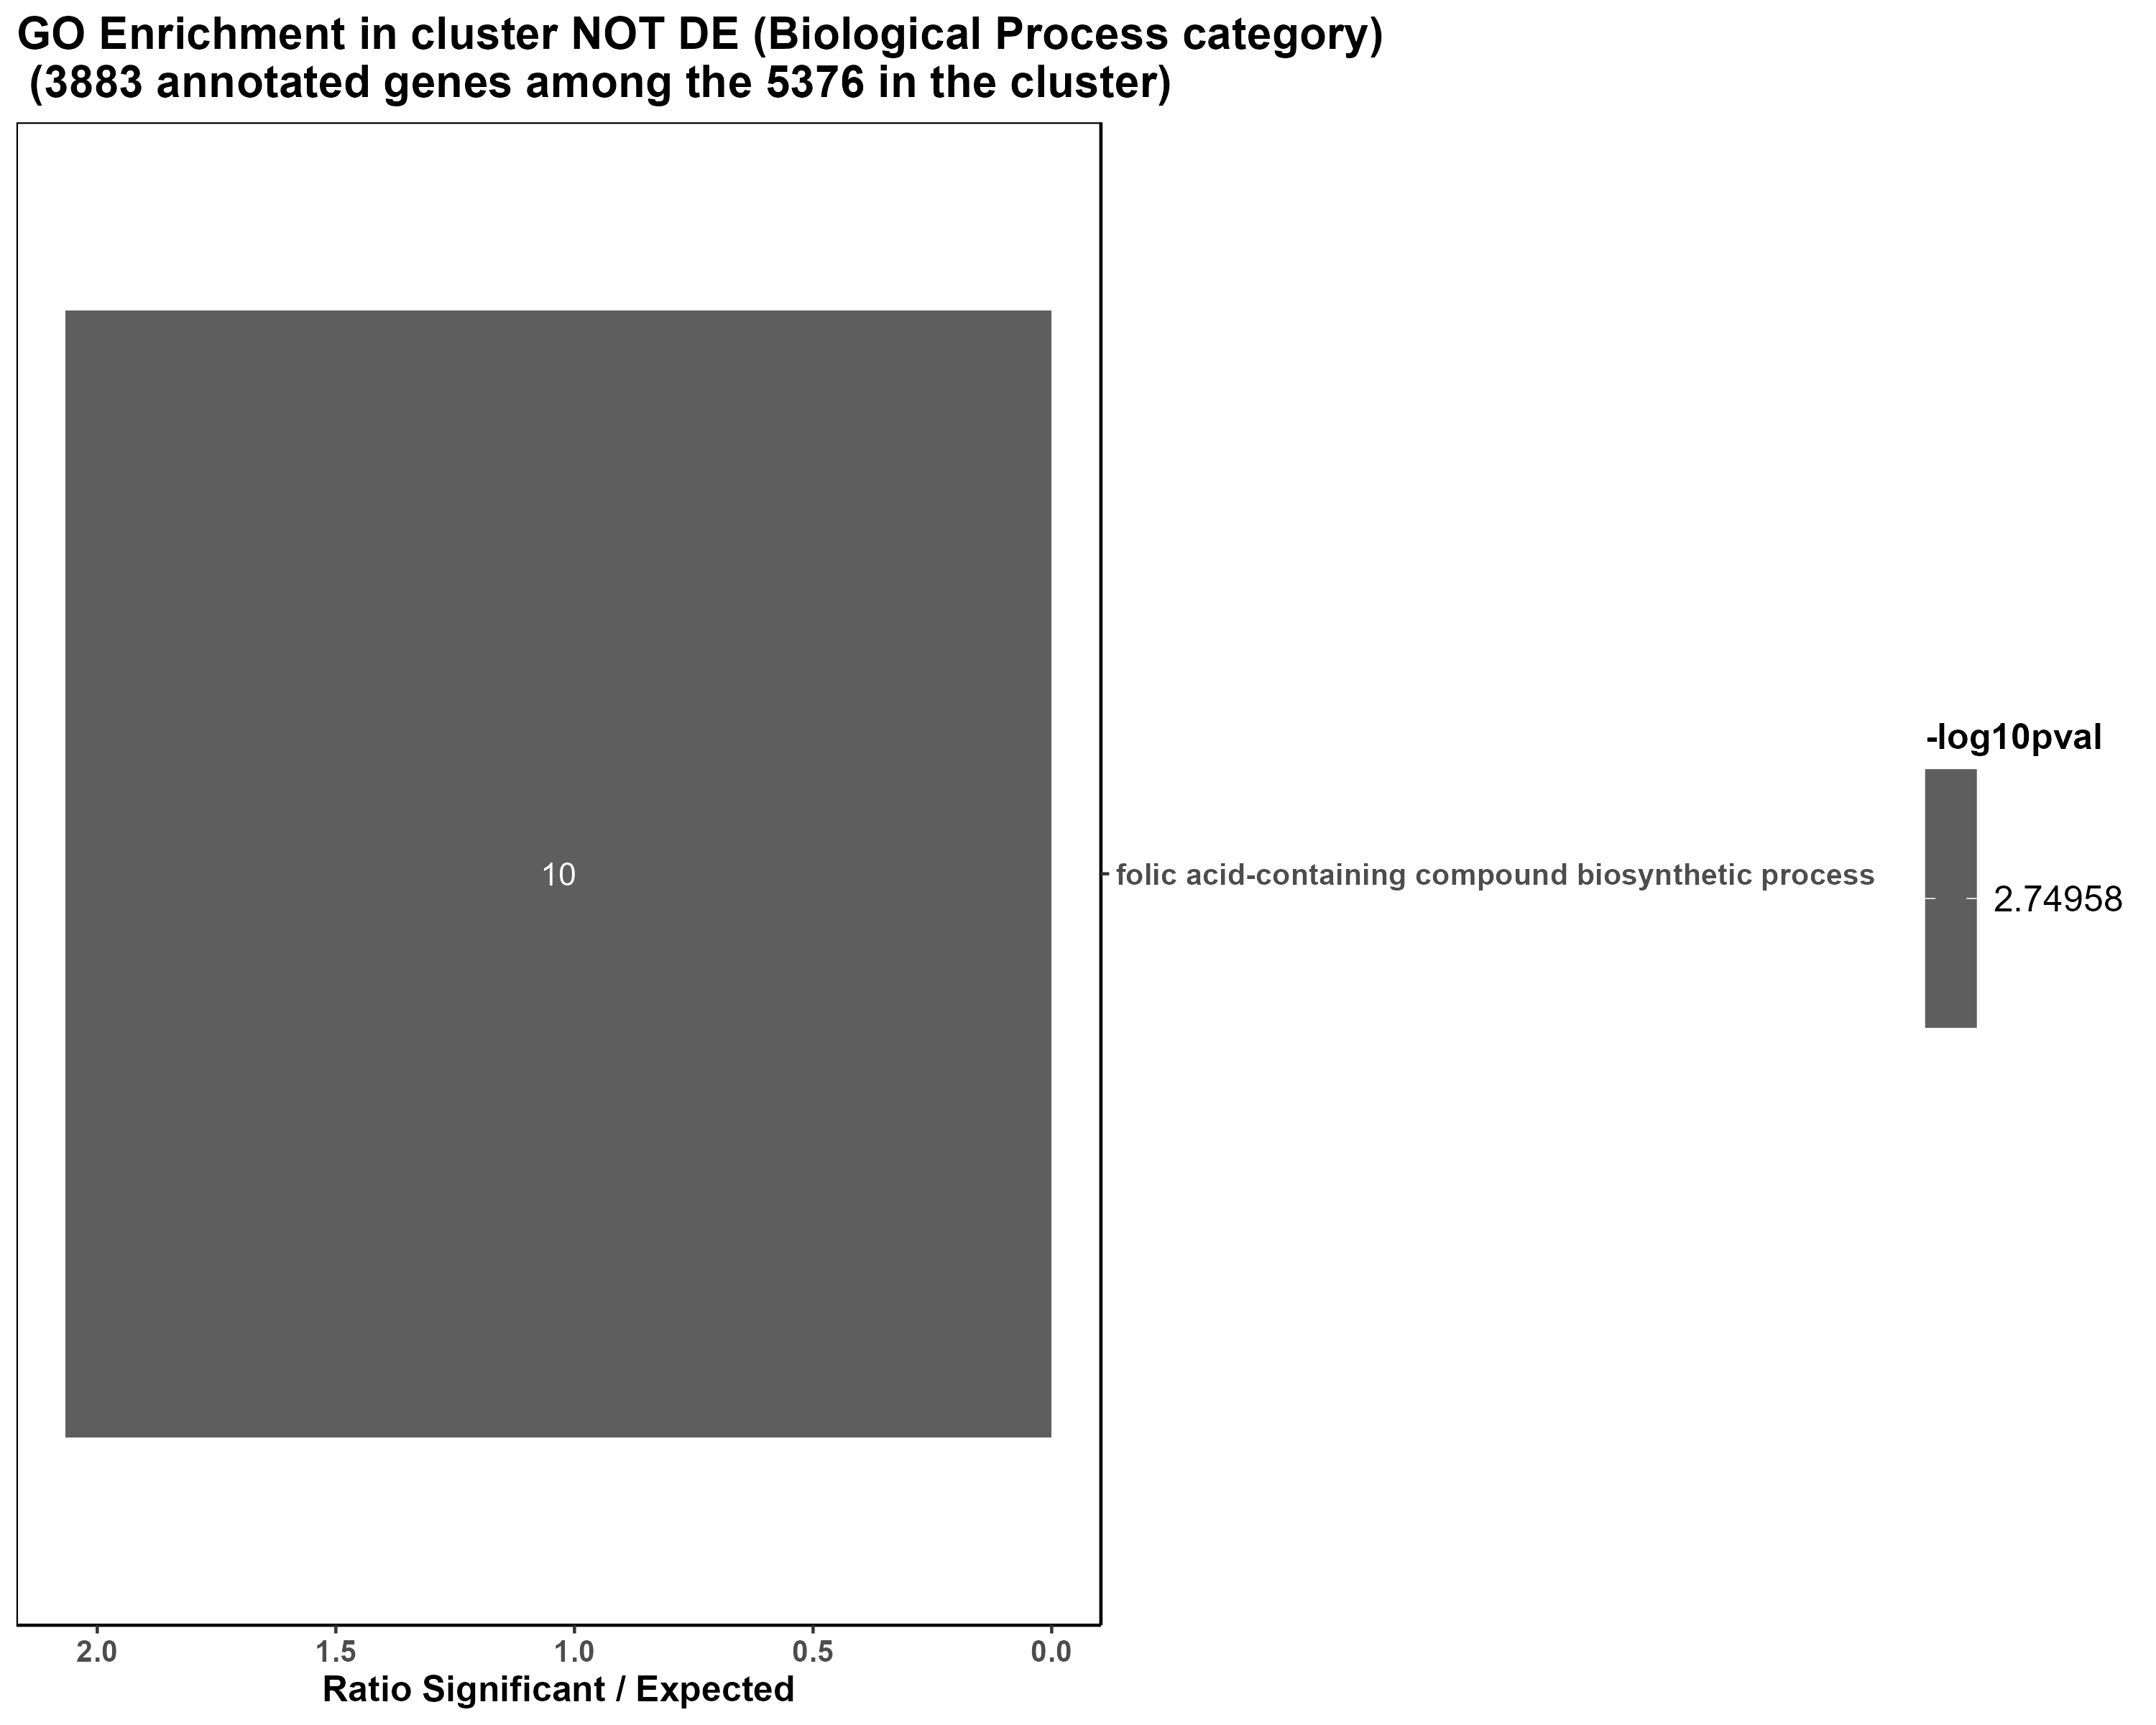 GO Enrichment in cluster NOT DE (Biological Process category)
(3883 annotated genes among the 5376 in the cluster)
10
folic acid-containing compound biosynthetic process
-log10pval
2.74958
2.0 1.5 1.0 0.5 0.0
Ratio Significant / Expected